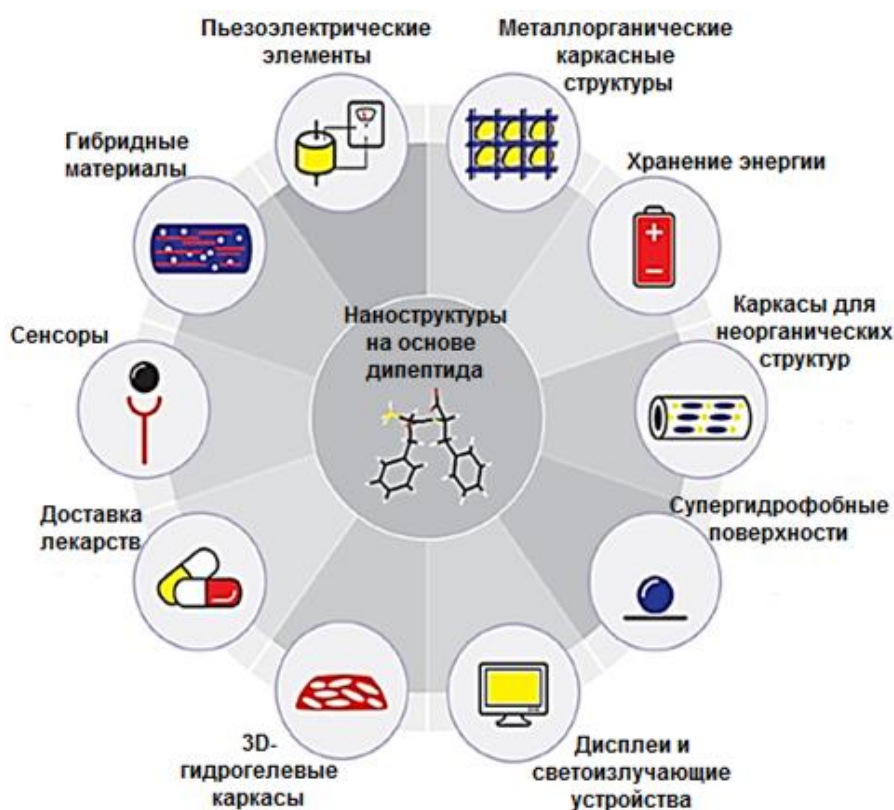 Пьезоэлектрические
элементы
Металлорганические
каркасные
структуры
Гибридные
материалы
Хранение энергии
Каркасы для
неорганических
структур
Сенсоры
Наноструктуры
на основе
дипептида
Доставка
лекарств
Супергидрофобные
поверхности
3D-
гидрогелевые
каркасы
Дисплеи и
светоизлучающие
устройства